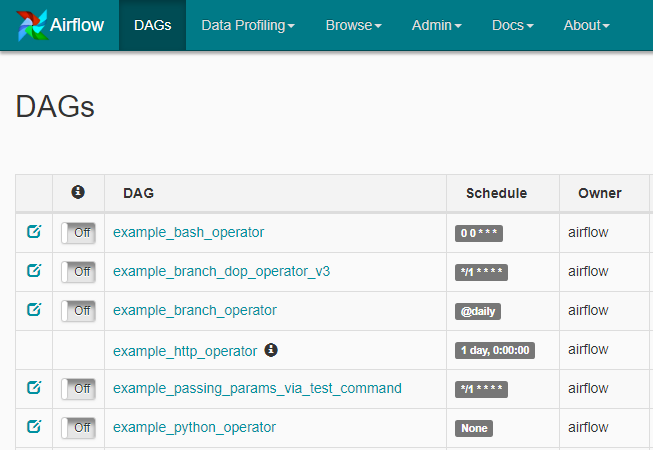 Airflow DAGs Data Profiling Browse Admin Docs About
DAGs
DAG Schedule Owner
Off example_bash_operator 0 0 * * * airflow
Off example_branch_dop_operator_v3 */1 * * * * airflow
Off example_branch_operator @daily airflow
example_http_operator 1 day, 0:00:00 airflow
Off example_passing_params_via_test_command */1 * * * * airflow
Off example_python_operator None airflow